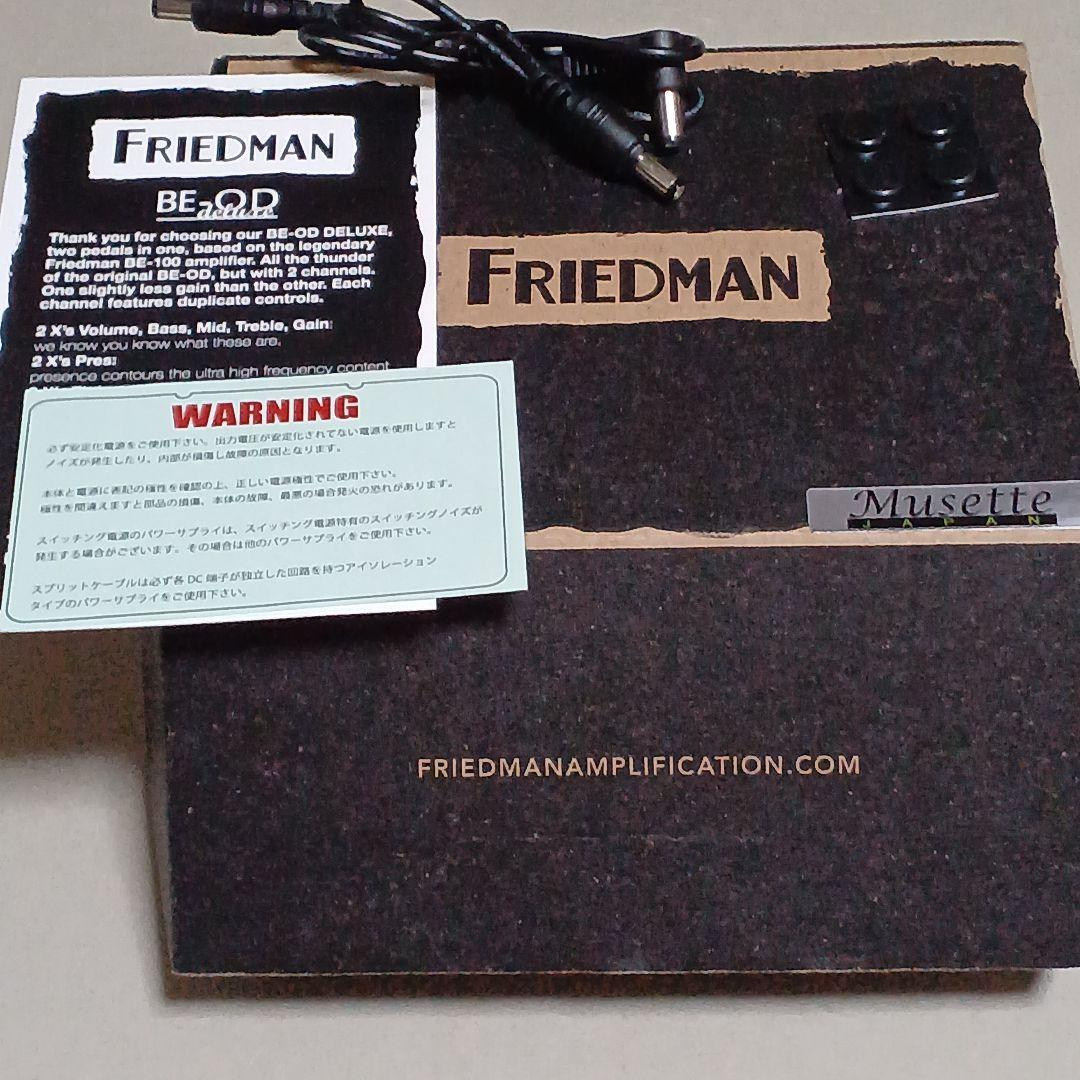 FRIEDMAN
BE-OD
deluxe
Thank you for choosing our BE-OD DELUXE,
two pedals in one, based on the legendary
Friedman BE-100 amplifier. All the thunder
of the original BE-OD, but with 2 channels.
One slightly less gain than the other. Each
channel features duplicate controls.
2 X's Volume, Bass, Mid, Treble, Gain:
we know you know what these are.
2 X's Pres:
presence contours the ultra high frequency content
WARNING
必ず安定化電源をご使用下さい。出力電圧が安定化されてない電源を使用しますと
ノイズが発生したり、内部が損傷し故障の原因となります。
本体と電源に表記の極性を確認の上、正しい電源極性でご使用下さい。
極性を間違えますと部品の損傷、本体の故障、最悪の場合発火の恐れがあります。
スイッチング電源のパワーサプライは、スイッチング電源特有のスイッチングノイズが
発生する場合がございます。その場合は他のパワーサプライをご使用下さい。
スプリットケーブルは必ず各 DC 端子が独立した回路を持つアイソレーション
タイプのパワーサプライをご使用下さい。
FRIEDMAN
Musette
JAPAN
FRIEDMANAMPLIFICATION.COM